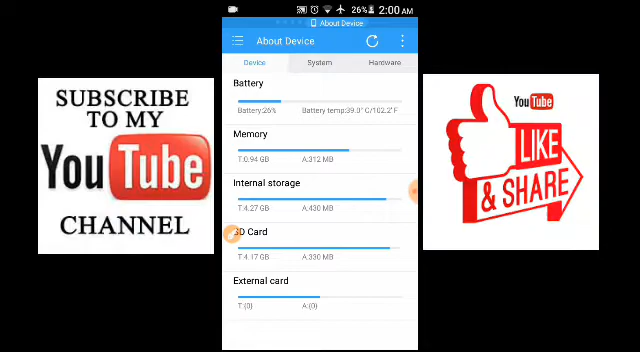 SUBSCRIBE
TO MY
YouTube
CHANNEL
26% 2:00 AM
About Device
About Device
Device System Hardware
Battery
Battery:26% Battery temp:39.0°C/102.2°F
Memory
T:0.94 GB A:312 MB
Internal storage
T:4.27 GB A:430 MB
SD Card
T:4.17 GB A:330 MB
External card
T:(0) A:(0)
YouTube
LIKE
& SHARE